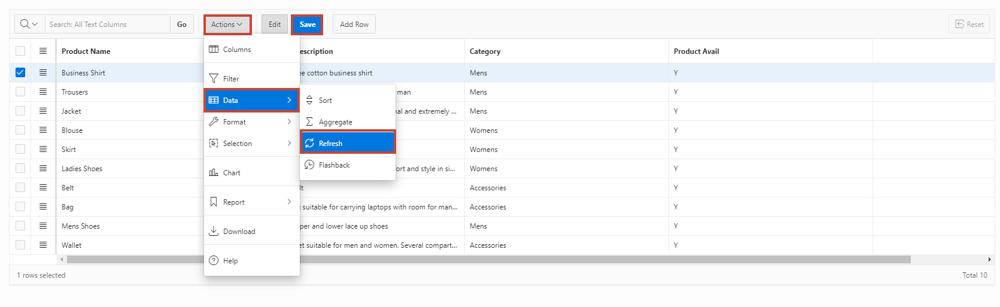 Search: All Text Columns Go Actions Edit Save Add Row Reset
Product Name escription Category Product Avail
Business Shirt ee cotton business shirt Mens Y
Trousers man Mens Y
Jacket nal and extremely ... Mens Y
Blouse Womens Y
Skirt Womens Y
Ladies Shoes fort and style in si... Womens Y
Belt lt Accessories Y
Bag suitable for carrying laptops with room for man... Accessories Y
Mens Shoes per and lower lace up shoes Mens Y
Wallet et suitable for men and women. Several compart... Accessories Y
1 rows selected Total 10
Columns
Filter
Data
Format
Selection
Chart
Report
Download
Help
Sort
Aggregate
Refresh
Flashback